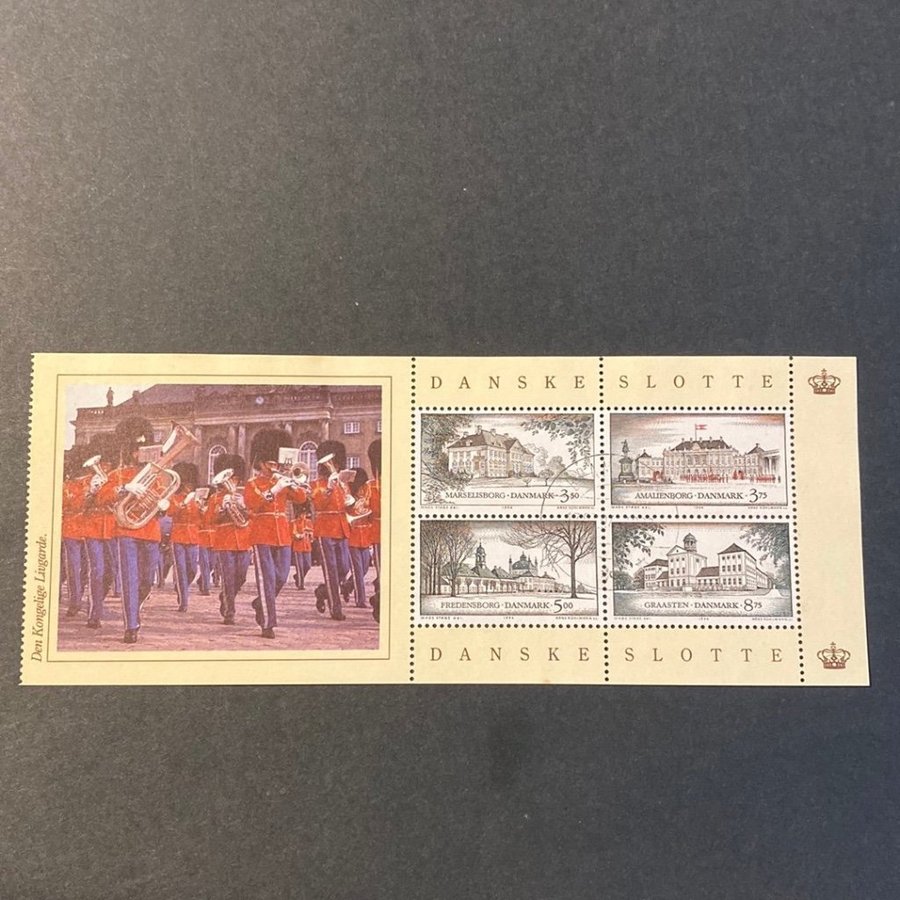 Den Kongelige Livgarde.
DANSKE SLOTTE
MARSELISBORG · DANMARK · 3.50
AMALIENBORG · DANMARK · 3.75
FREDENSBORG · DANMARK · 5.00
GRAASTEN · DANMARK · 8.75
DANSKE SLOTTE